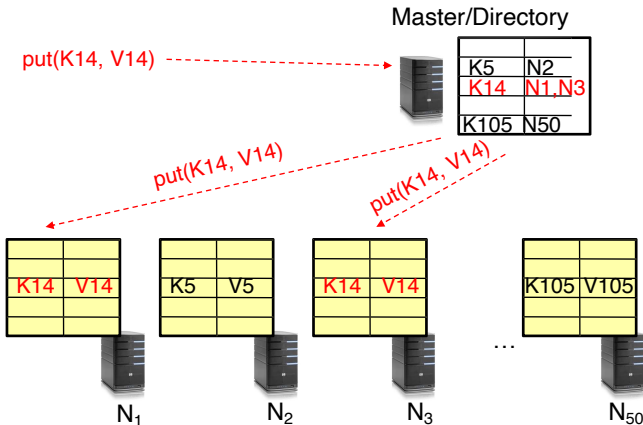 Master/Directory
put(K14, V14)
K5 N2
K14 N1,N3
K105 N50
put(K14, V14)
put(K14, V14)
K14 V14
K5 V5
K14 V14
K105 V105
...
N1
N2
N3
N50